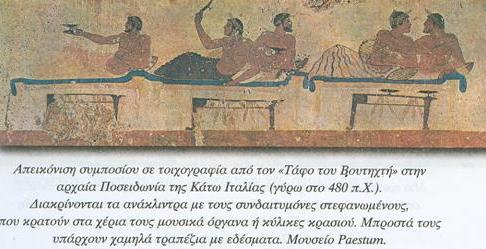 Απεικόνιση συμποσίου σε τοιχογραφία από τον «Τάφο του Βουτηχτή» στην
αρχαία Ποσειδωνία της Κάτω Ιταλίας (γύρω στο 480 π.Χ.).
Διακρίνονται τα ανάκλιντρα με τους συνδαιτυμόνες στεφανωμένους,
που κρατούν στα χέρια τους μουσικά όργανα ή κύλικες κρασιού. Μπροστά τους
υπάρχουν χαμηλά τραπέζια με εδέσματα. Μουσείο Paestum.